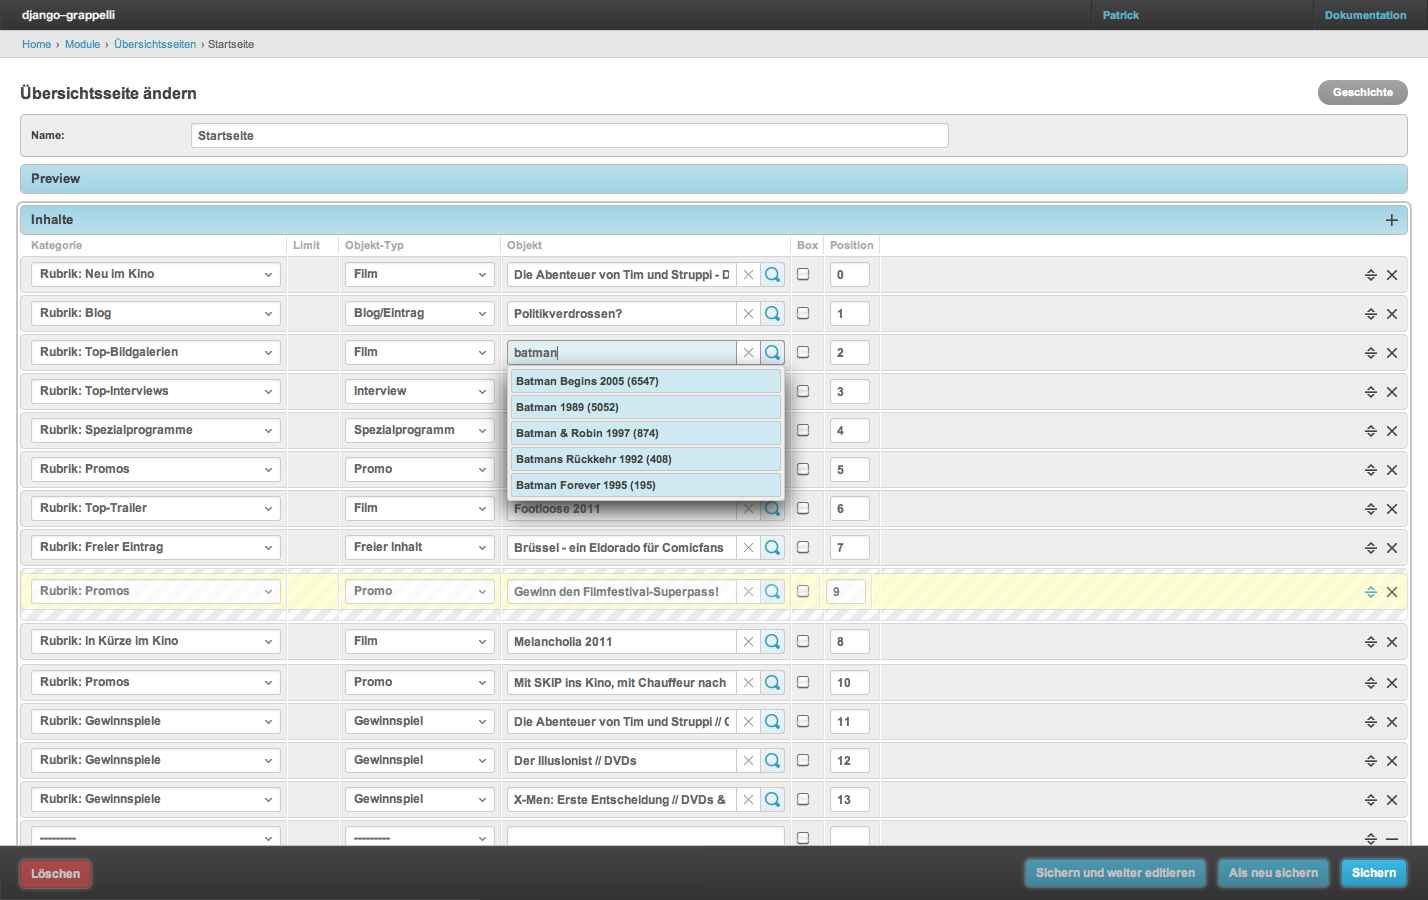 django-grappelli Patrick Dokumentation
Home › Module › Übersichtsseiten › Startseite
Übersichtsseite ändern Geschichte
Name: Startseite
Preview
Inhalte
Kategorie Limit Objekt-Typ Objekt Box Position
Rubrik: Neu im Kino Film Die Abenteuer von Tim und Struppi - D 0
Rubrik: Blog Blog/Eintrag Politikverdrossen? 1
Rubrik: Top-Bildgalerien Film batman 2
Batman Begins 2005 (6547)
Rubrik: Top-Interviews Interview 3
Batman 1989 (5052)
Rubrik: Spezialprogramme Spezialprogramm Batman & Robin 1997 (874) 4
Batmans Rückkehr 1992 (408)
Rubrik: Promos Promo 5
Batman Forever 1995 (195)
Rubrik: Top-Trailer Film Footloose 2011 6
Rubrik: Freier Eintrag Freier Inhalt Brüssel - ein Eldorado für Comicfans 7
Rubrik: Promos Promo Gewinn den Filmfestival-Superpass! 9
Rubrik: In Kürze im Kino Film Melancholia 2011 8
Rubrik: Promos Promo Mit SKIP ins Kino, mit Chauffeur nach 10
Rubrik: Gewinnspiele Gewinnspiel Die Abenteuer von Tim und Struppi // 11
Rubrik: Gewinnspiele Gewinnspiel Der Illusionist // DVDs 12
Rubrik: Gewinnspiele Gewinnspiel X-Men: Erste Entscheidung // DVDs & 13
--------- ---------
Löschen Sichern und weiter editieren Als neu sichern Sichern